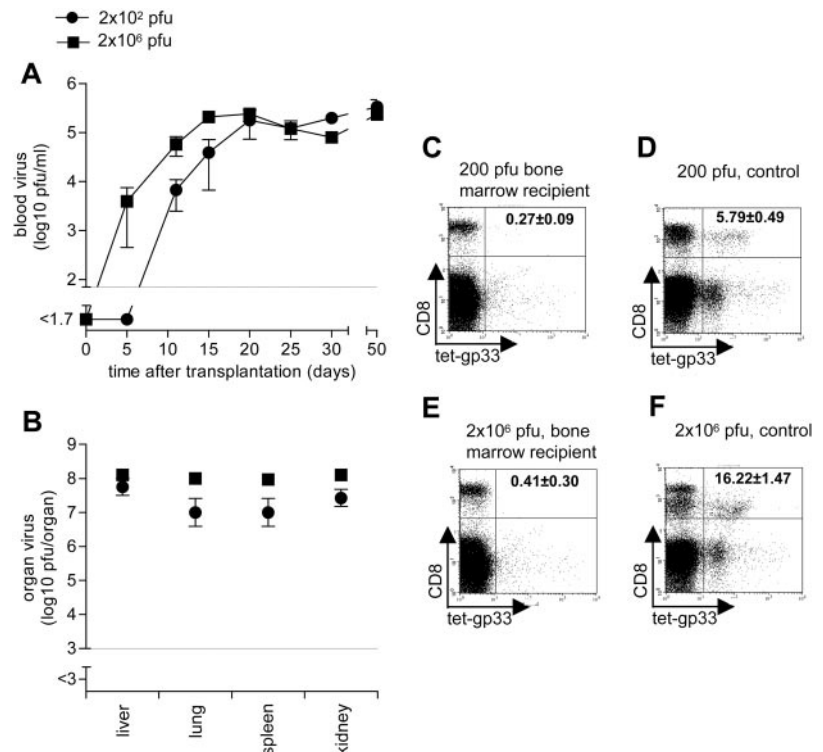 2x10² pfu
2x10⁶ pfu
A
6
5
4
3
2
<1.7
blood virus
(log10 pfu/ml)
0 5 10 15 20 25 30 50
time after transplantation (days)
B
9
8
7
6
5
4
3
<3
organ virus
(log10 pfu/organ)
liver
lung
spleen
kidney
C
200 pfu bone
marrow recipient
0.27±0.09
CD8
tet-gp33
D
200 pfu, control
5.79±0.49
CD8
tet-gp33
E
2x10⁶ pfu, bone
marrow recipient
0.41±0.30
CD8
tet-gp33
F
2x10⁶ pfu, control
16.22±1.47
CD8
tet-gp33